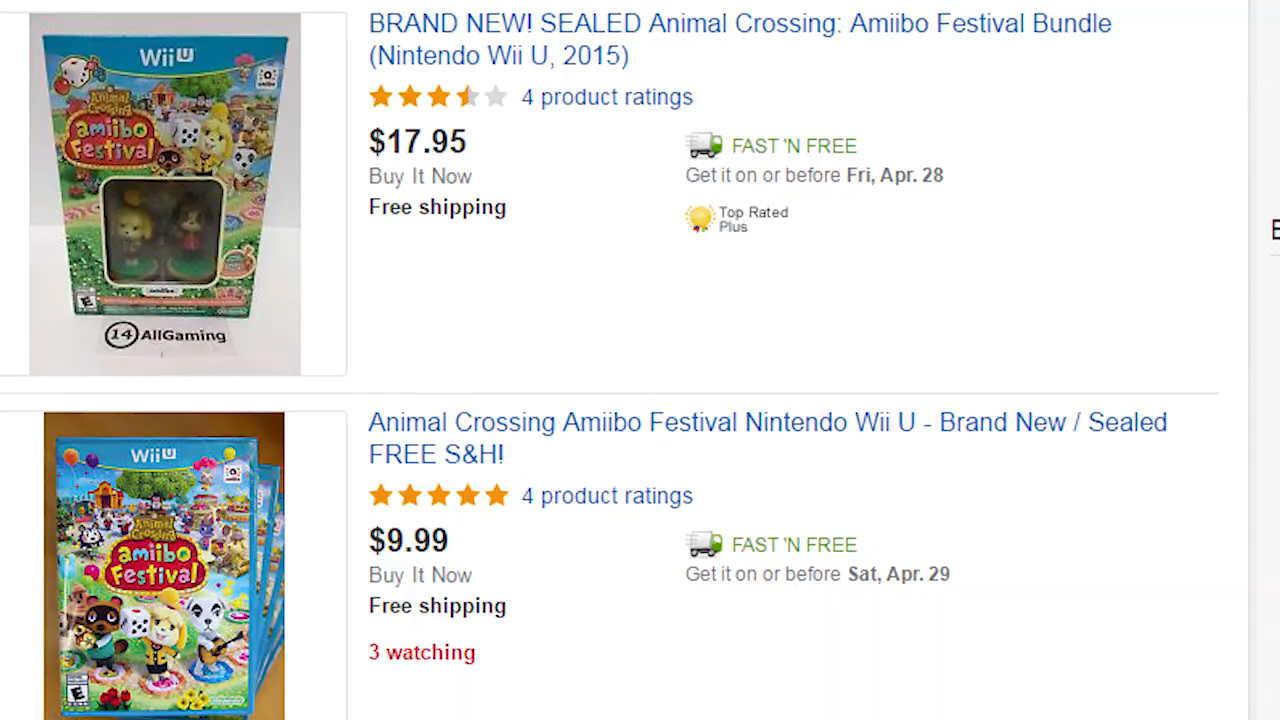 BRAND NEW! SEALED Animal Crossing: Amiibo Festival Bundle
(Nintendo Wii U, 2015)
4 product ratings
$17.95
Buy It Now
Free shipping
FAST 'N FREE
Get it on or before Fri, Apr. 28
Top Rated
Plus
WiiU
Animal
Crossing
amiibo
Festival
amiibo
E
14 AllGaming
Animal Crossing Amiibo Festival Nintendo Wii U - Brand New / Sealed
FREE S&H!
4 product ratings
$9.99
Buy It Now
Free shipping
3 watching
FAST 'N FREE
Get it on or before Sat, Apr. 29
WiiU
Animal
Crossing
amiibo
Festival
E